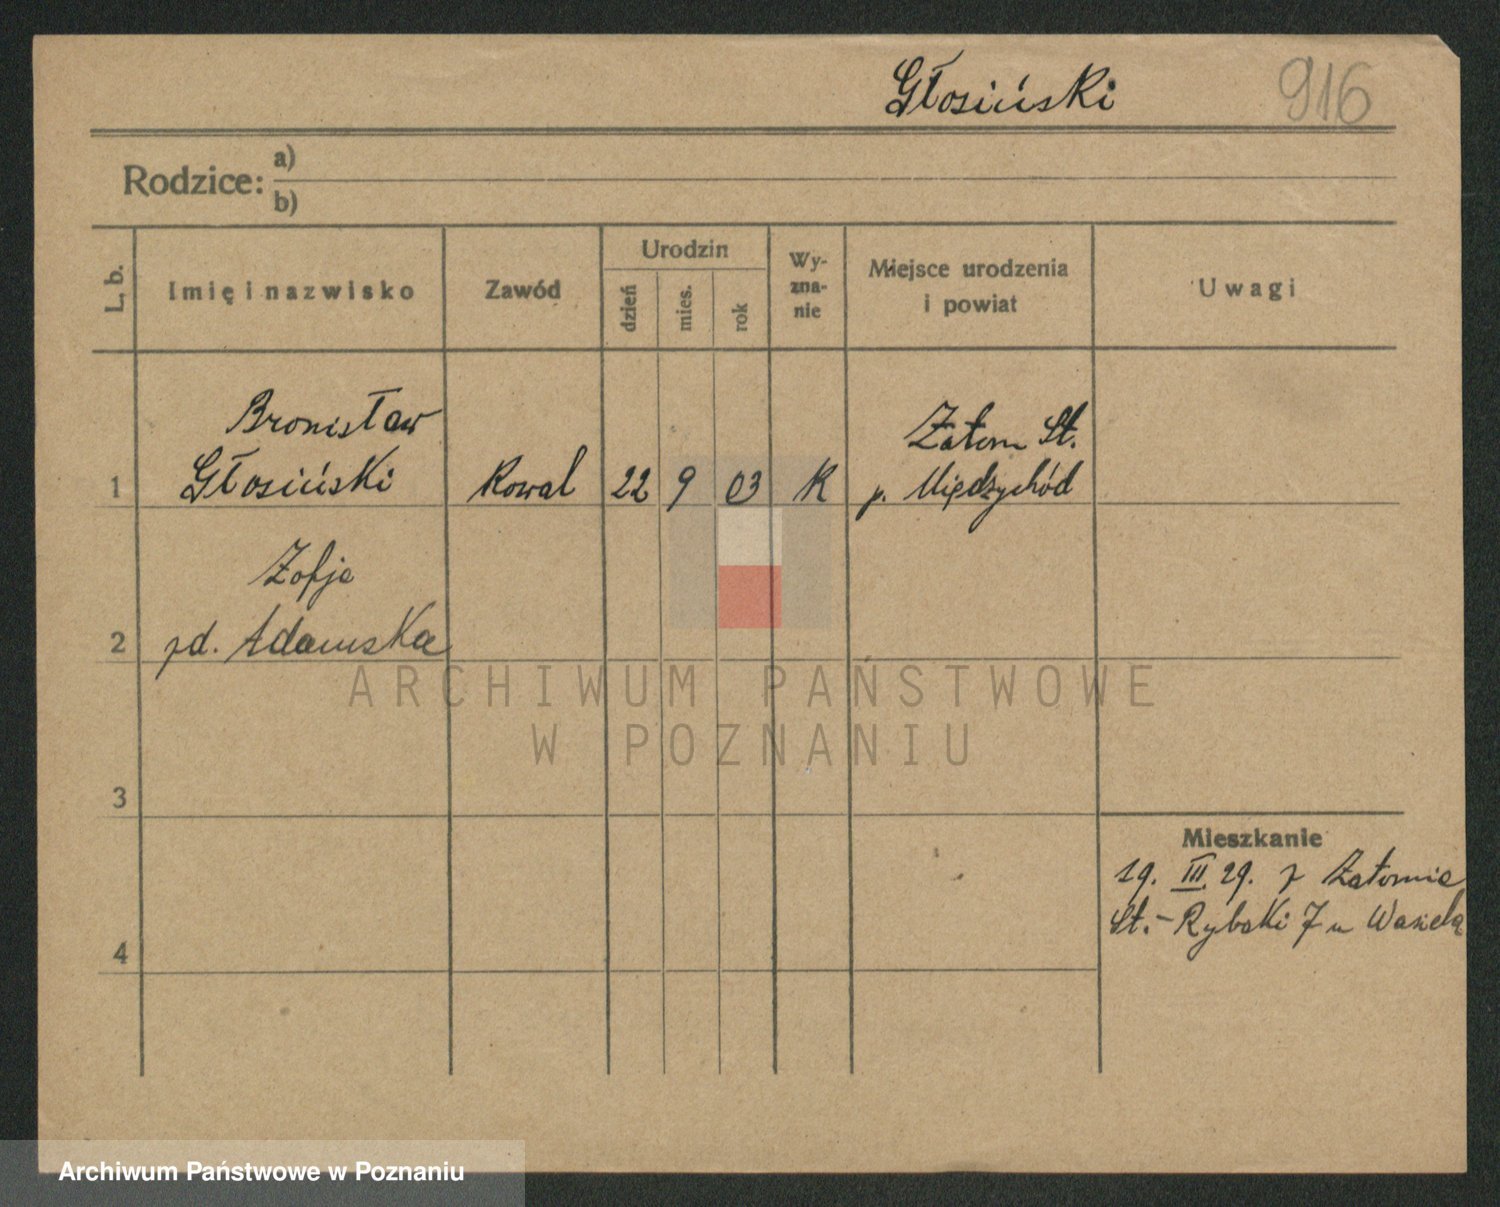 Głosiński 916
Rodzice: a)
b)
L. b. Imię i nazwisko Zawód Urodzin dzień mies. rok Wy-zna-nie Miejsce urodzenia i powiat Uwagi
Bronisław
1 Głosiński Kowal 22 9 03 K Zatom St. p. Międzychód
Zofja
2 zd. Adamska
ARCHIWUM PAŃSTWOWE
W POZNANIU
3
Mieszkanie
19. III. 29. z Zatomia
St. - Rybaki 7 u
4
Archiwum Państwowe w Poznaniu